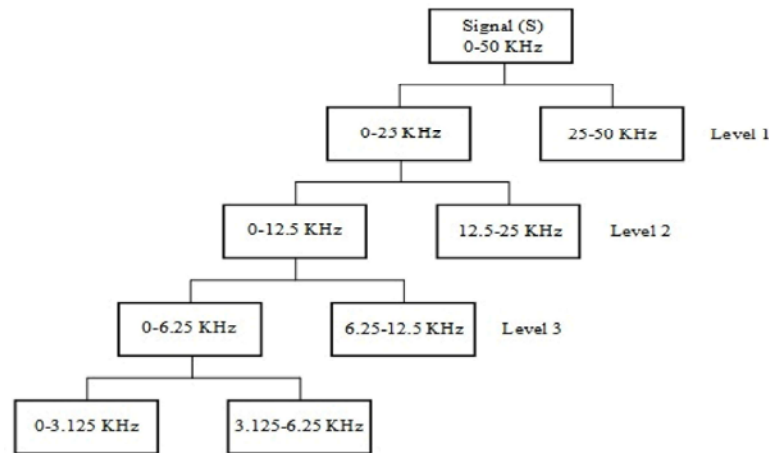 Signal (S)
0-50 KHz
0-25 KHz
25-50 KHz
Level 1
0-12.5 KHz
12.5-25 KHz
Level 2
0-6.25 KHz
6.25-12.5 KHz
Level 3
0-3.125 KHz
3.125-6.25 KHz